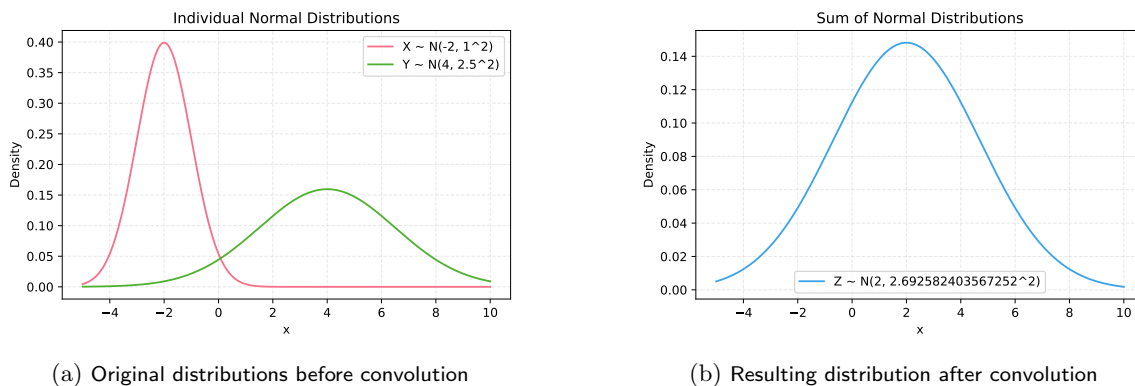 Individual Normal Distributions
0.40
0.35
0.30
0.25
0.20
0.15
0.10
0.05
0.00
Density
X ~ N(-2, 1^2)
Y ~ N(4, 2.5^2)
−4 −2 0 2 4 6 8 10
x
(a) Original distributions before convolution
Sum of Normal Distributions
0.14
0.12
0.10
0.08
0.06
0.04
0.02
0.00
Density
Z ~ N(2, 2.692582403567252^2)
−4 −2 0 2 4 6 8 10
x
(b) Resulting distribution after convolution